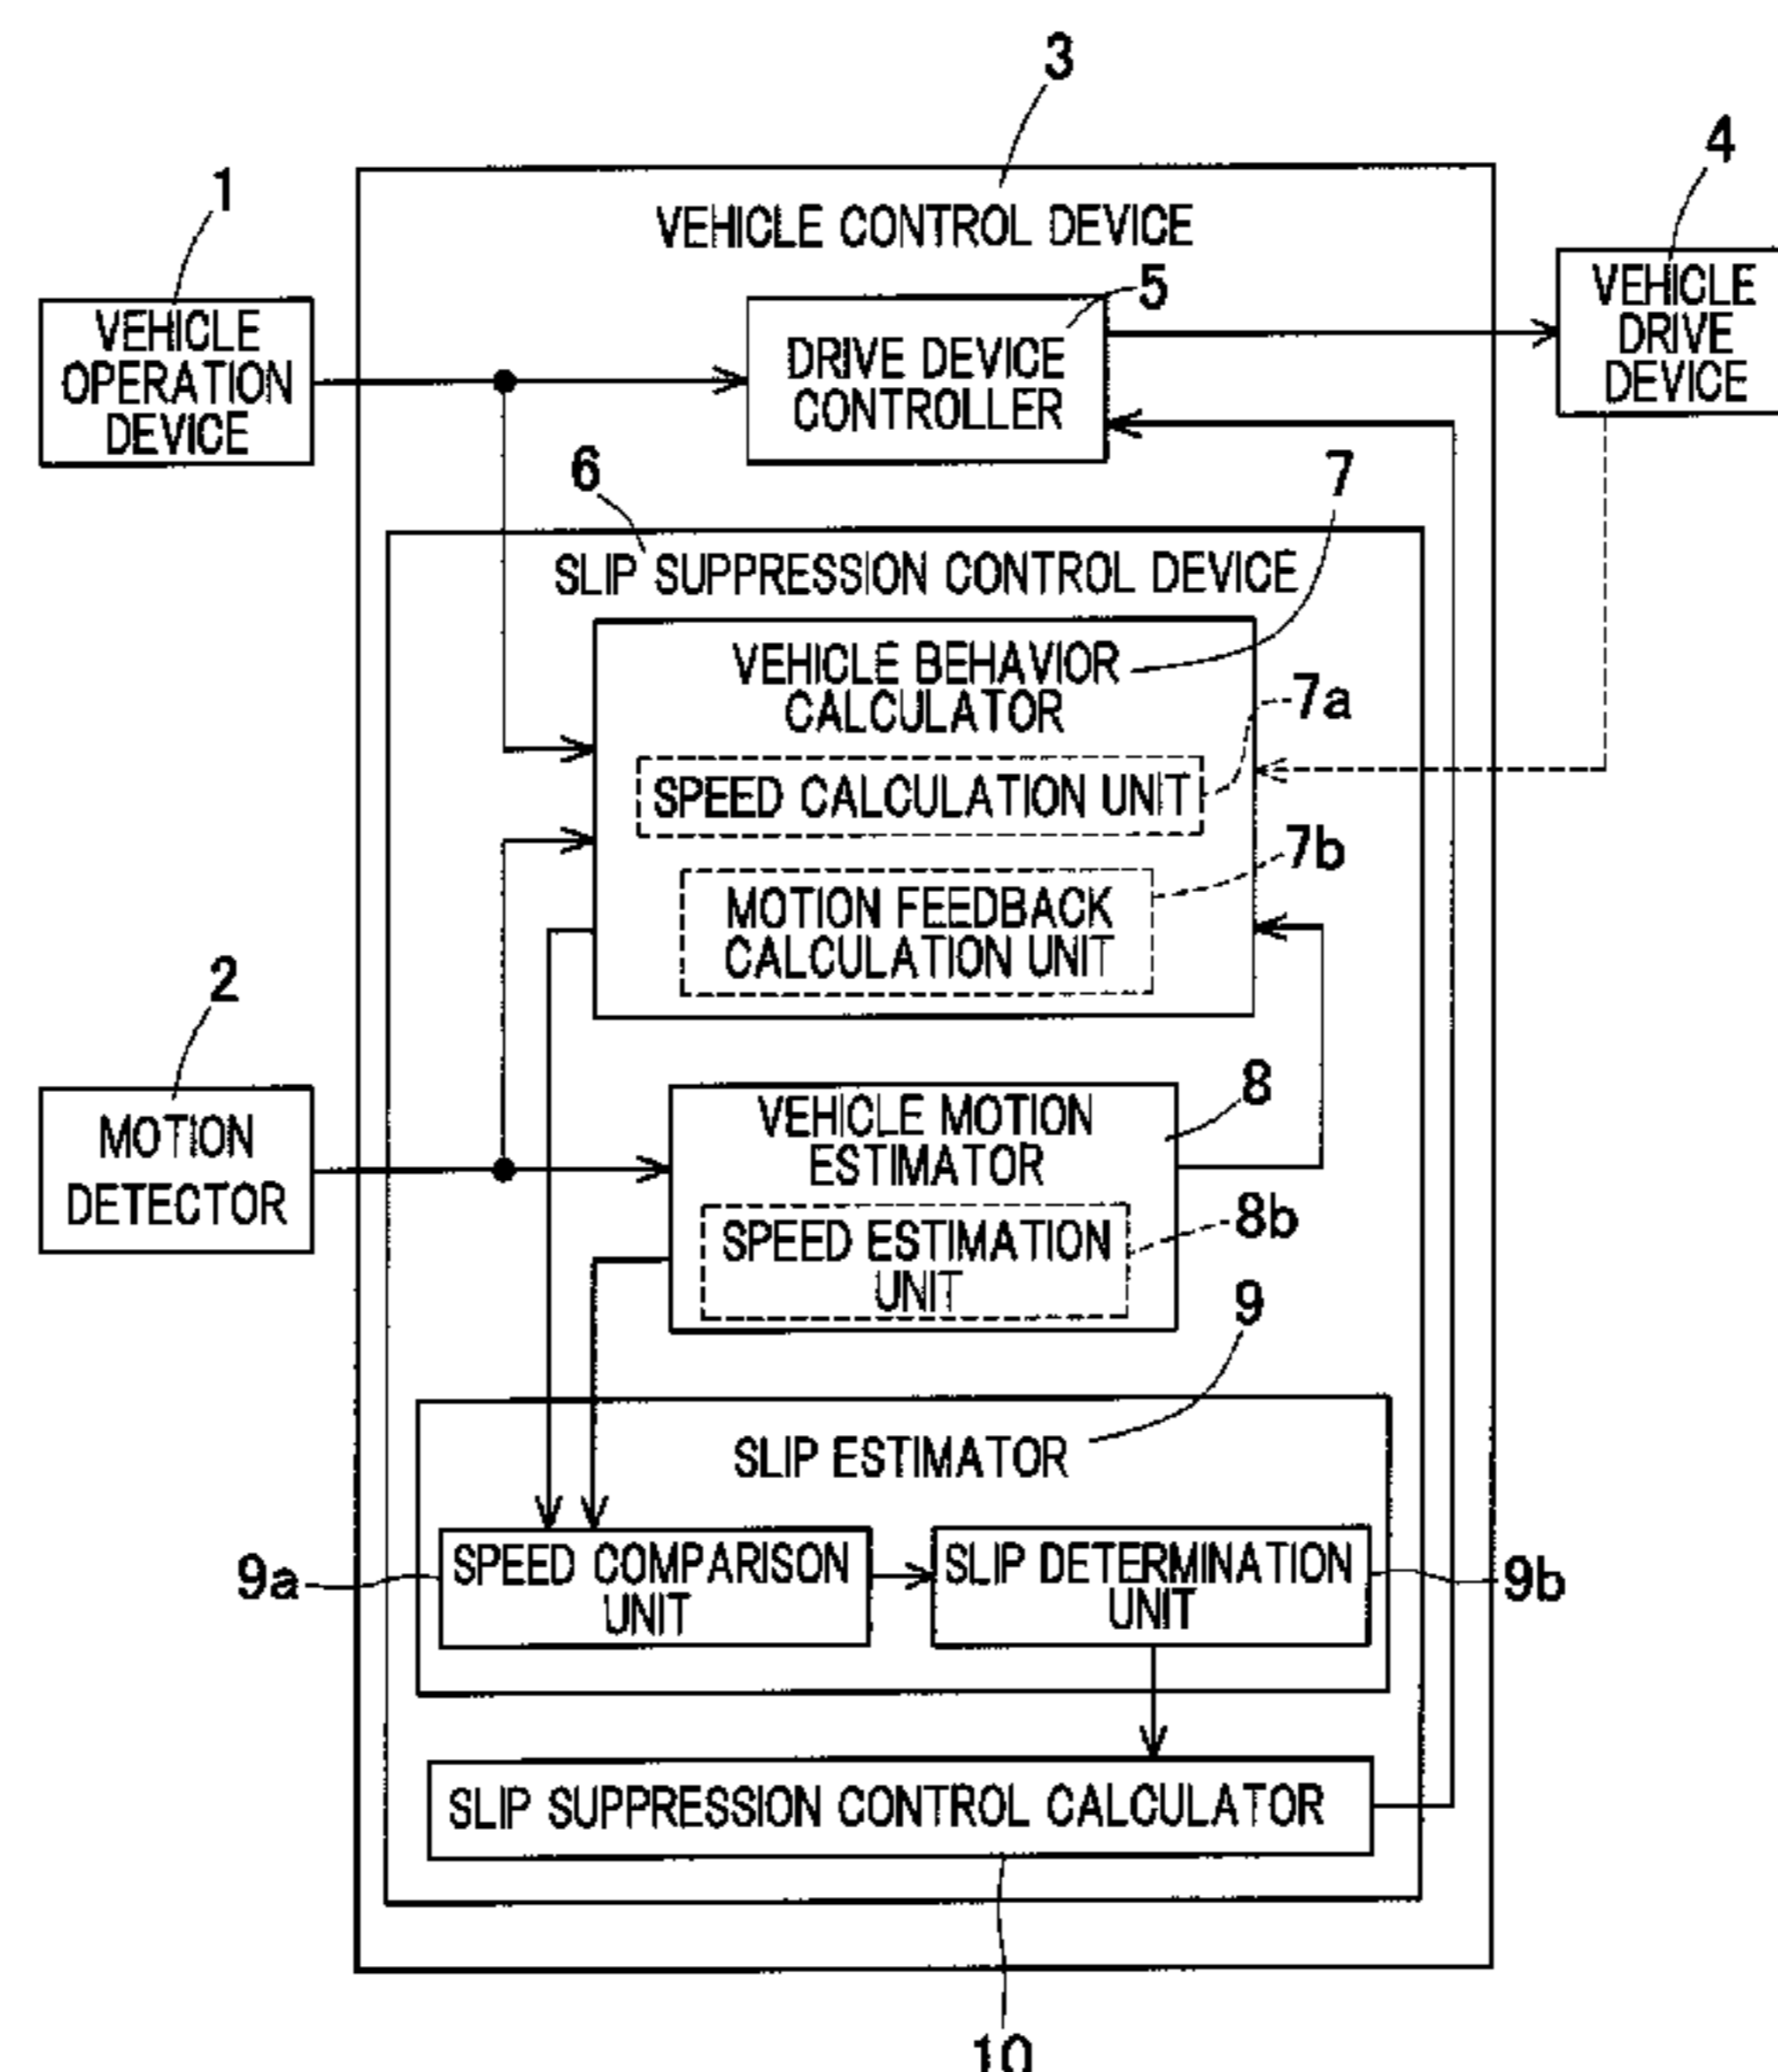 3
4
1
VEHICLE CONTROL DEVICE
5
VEHICLE
DRIVE
DEVICE
VEHICLE
OPERATION
DEVICE
DRIVE DEVICE
CONTROLLER
6
7
SLIP SUPPRESSION CONTROL DEVICE
VEHICLE BEHAVIOR
CALCULATOR
7a
SPEED CALCULATION UNIT
7b
MOTION FEEDBACK
CALCULATION UNIT
2
8
MOTION
DETECTOR
VEHICLE MOTION
ESTIMATOR
8b
SPEED ESTIMATION
UNIT
9
SLIP ESTIMATOR
9a
SPEED COMPARISON
UNIT
SLIP DETERMINATION
UNIT
9b
SLIP SUPPRESSION CONTROL CALCULATOR
10